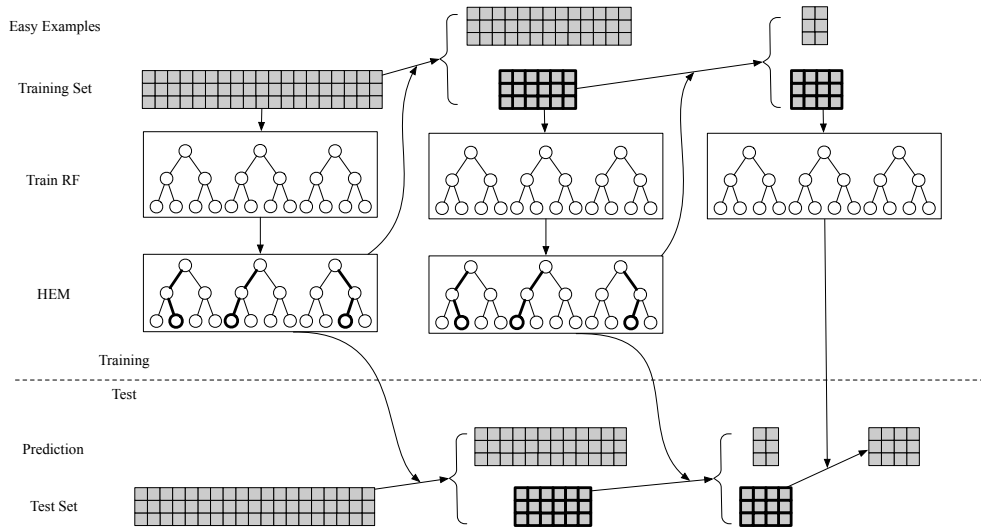 Easy Examples
Training Set
Train RF
HEM
Training
Test
Prediction
Test Set